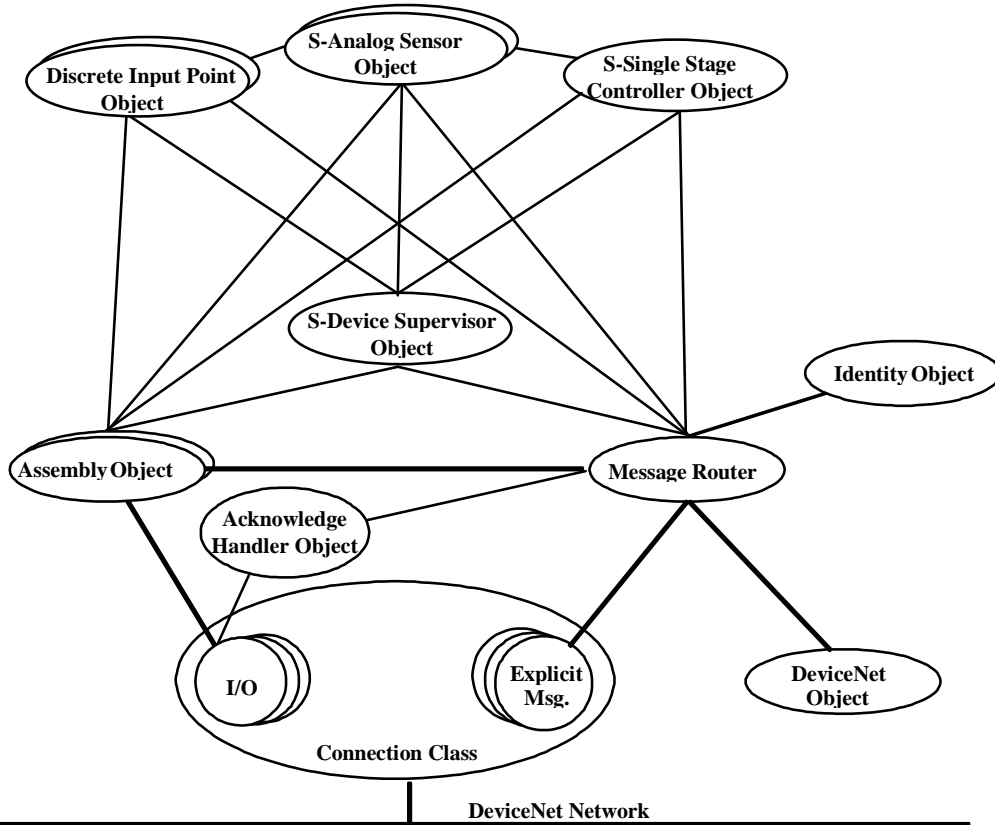 S-Analog Sensor
Object
Discrete Input Point
Object
S-Single Stage
Controller Object
S-Device Supervisor
Object
Identity Object
Assembly Object
Message Router
Acknowledge
Handler Object
I/O
Explicit
Msg.
DeviceNet
Object
Connection Class
DeviceNet Network